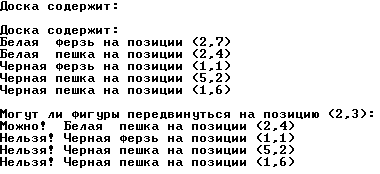 Доска содержит:
Доска содержит:
Белая  ферзь на позиции (2,7)
Белая  пешка на позиции (2,4)
Черная ферзь на позиции (1,1)
Черная пешка на позиции (5,2)
Черная пешка на позиции (1,6)
Могут ли фигуры передвинуться на позицию (2,3):
Можно!  Белая  пешка на позиции (2,4)
Нельзя! Черная ферзь на позиции (1,1)
Нельзя! Черная пешка на позиции (5,2)
Нельзя! Черная пешка на позиции (1,6)